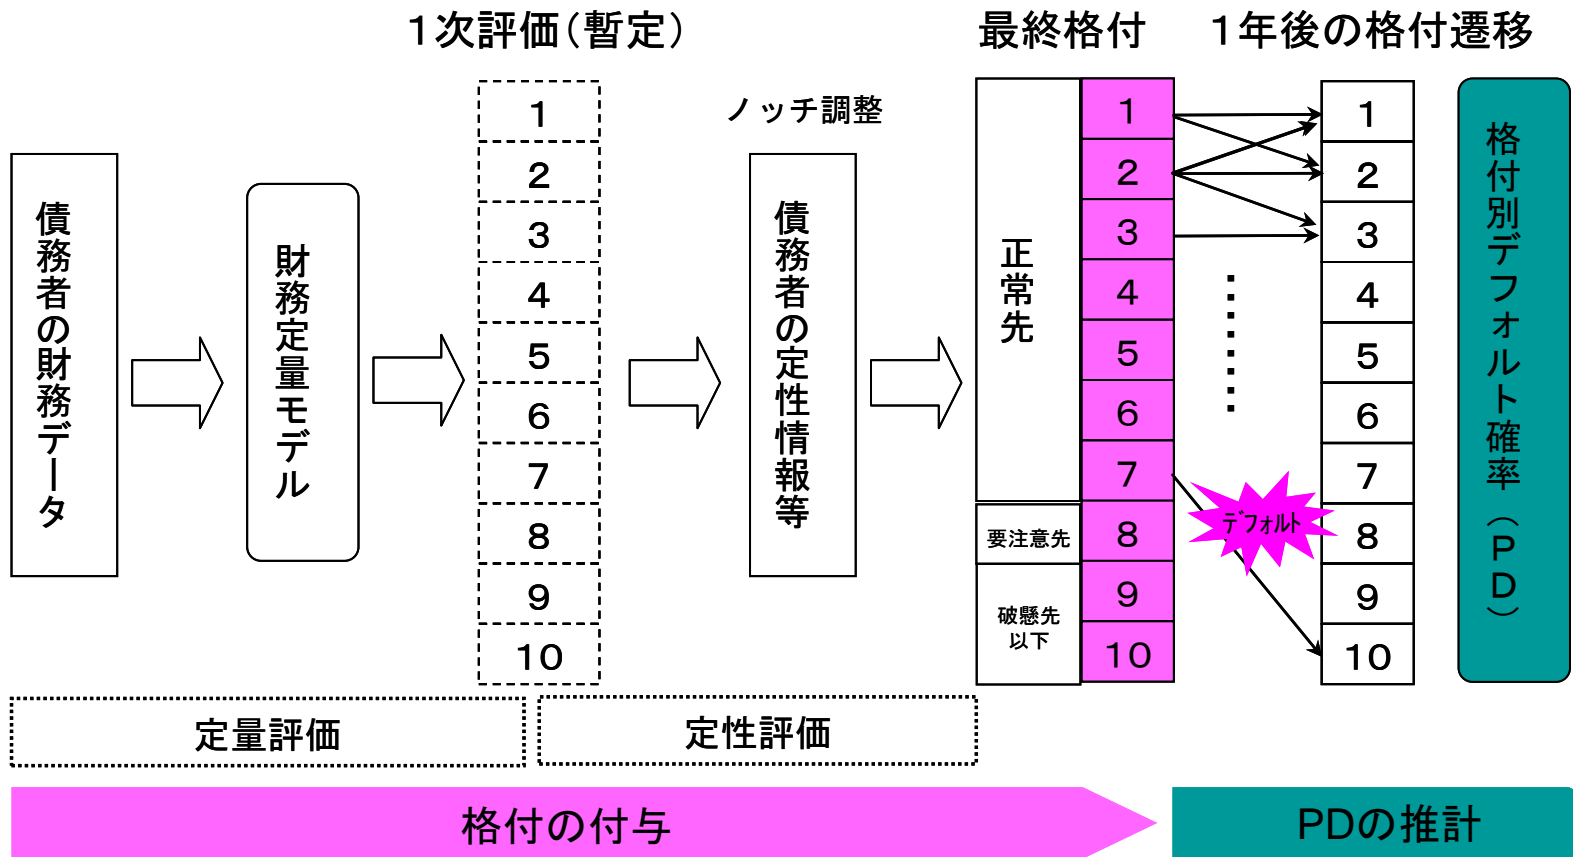 1次評価(暫定)
最終格付
1年後の格付遷移
債務者の財務データ
財務定量モデル
1
2
3
4
5
6
7
8
9
10
ノッチ調整
債務者の定性情報等
正常先
要注意先
破懸先
以下
1
2
3
4
5
6
7
8
9
10
デフォルト
1
2
3
4
5
6
7
8
9
10
格付別デフォルト確率(PD)
定量評価
定性評価
格付の付与
PDの推計